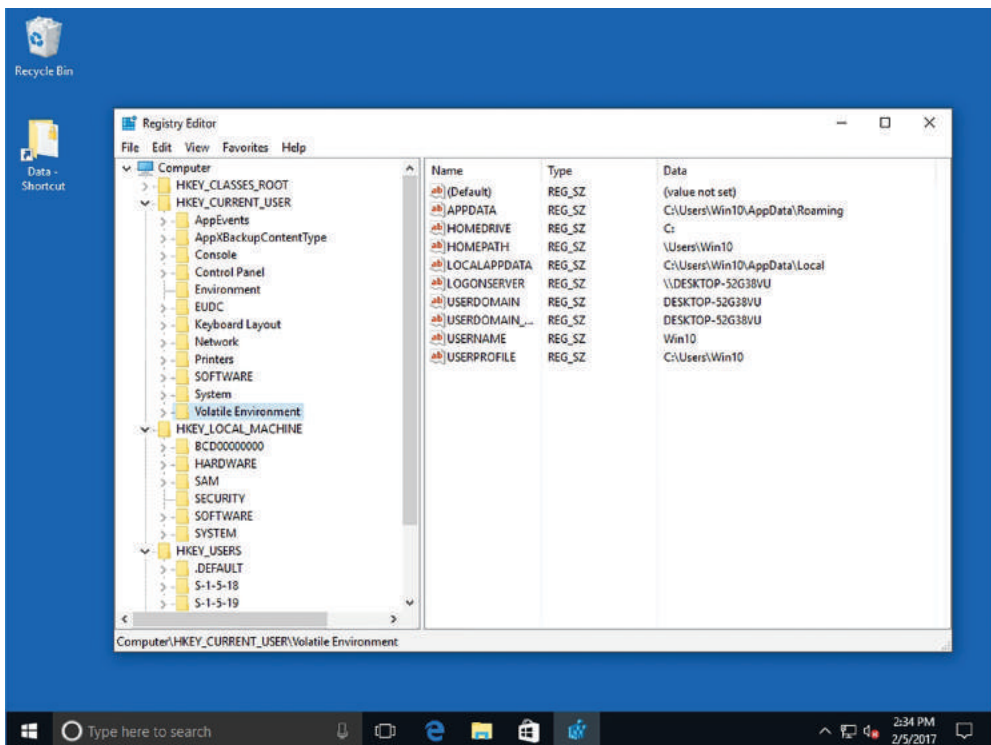 Recycle Bin
Data -
Shortcut
Registry Editor
File Edit View Favorites Help
Computer
HKEY_CLASSES_ROOT
HKEY_CURRENT_USER
AppEvents
AppXBackupContentType
Console
Control Panel
Environment
EUDC
Keyboard Layout
Network
Printers
SOFTWARE
System
Volatile Environment
HKEY_LOCAL_MACHINE
BCD00000000
HARDWARE
SAM
SECURITY
SOFTWARE
SYSTEM
HKEY_USERS
.DEFAULT
S-1-5-18
S-1-5-19
Name Type Data
(Default) REG_SZ (value not set)
APPDATA REG_SZ C:\Users\Win10\AppData\Roaming
HOMEDRIVE REG_SZ C:
HOMEPATH REG_SZ \Users\Win10
LOCALAPPDATA REG_SZ C:\Users\Win10\AppData\Local
LOGONSERVER REG_SZ \\DESKTOP-52G38VU
USERDOMAIN REG_SZ DESKTOP-52G38VU
USERDOMAIN_... REG_SZ DESKTOP-52G38VU
USERNAME REG_SZ Win10
USERPROFILE REG_SZ C:\Users\Win10
Computer\HKEY_CURRENT_USER\Volatile Environment
Type here to search
2:34 PM
2/5/2017